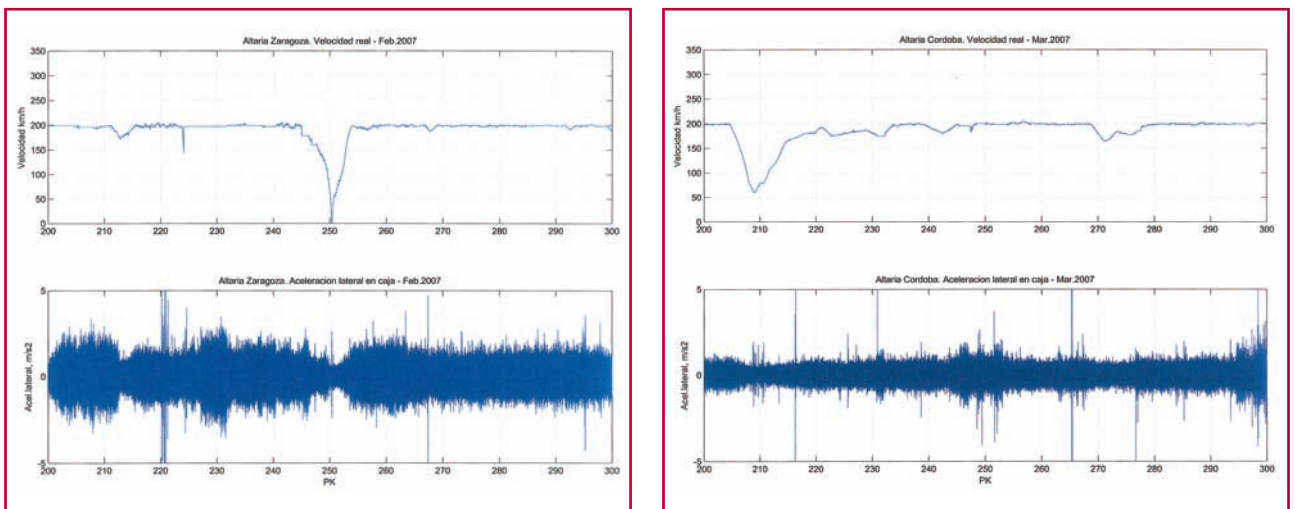 Altaria Zaragoza. Velocidad real - Feb.2007
Velocidad km/h
350
300
250
200
150
100
50
0
200 210 220 230 240 250 260 270 280 290 300
Altaria Zaragoza. Aceleracion lateral en caja - Feb.2007
Acel.lateral, m/s2
5
0
-5
200 210 220 230 240 250 260 270 280 290 300
PK
Altaria Cordoba. Velocidad real - Mar.2007
Velocidad km/h
350
300
250
200
150
100
50
0
200 210 220 230 240 250 260 270 280 290 300
Altaria Cordoba. Aceleracion lateral en caja - Mar.2007
Acel.lateral, m/s2
5
0
-5
200 210 220 230 240 250 260 270 280 290 300
PK